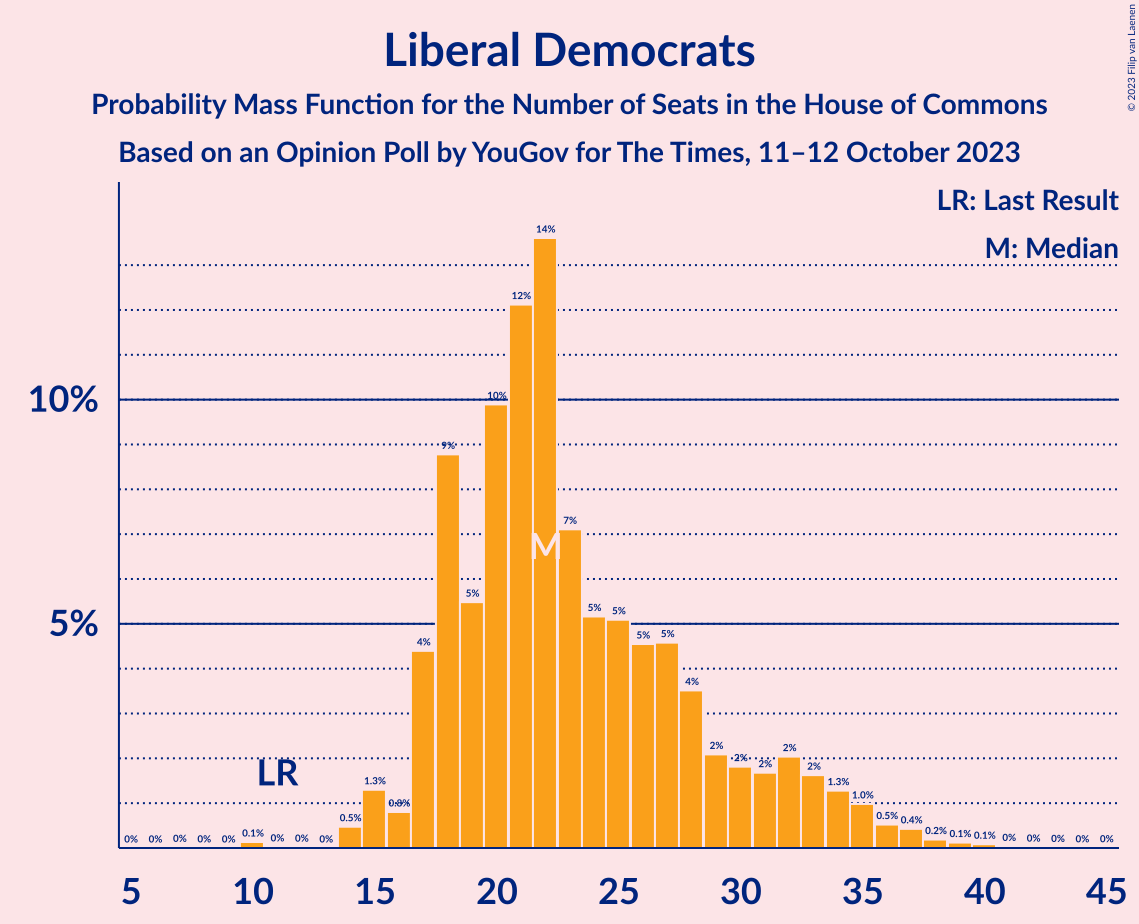 Liberal Democrats
Probability Mass Function for the Number of Seats in the House of Commons
Based on an Opinion Poll by YouGov for The Times, 11–12 October 2023
© 2023 Filip van Laenen
LR: Last Result
M: Median
10%
5%
LR
M
0% 0% 0% 0% 0% 0.1% 0% 0% 0% 0.5% 1.3% 0.8% 4% 9% 5% 10% 12% 14% 7% 5% 5% 5% 5% 4% 2% 2% 2% 2% 2% 1.3% 1.0% 0.5% 0.4% 0.2% 0.1% 0.1% 0% 0% 0% 0% 0%
5 10 15 20 25 30 35 40 45